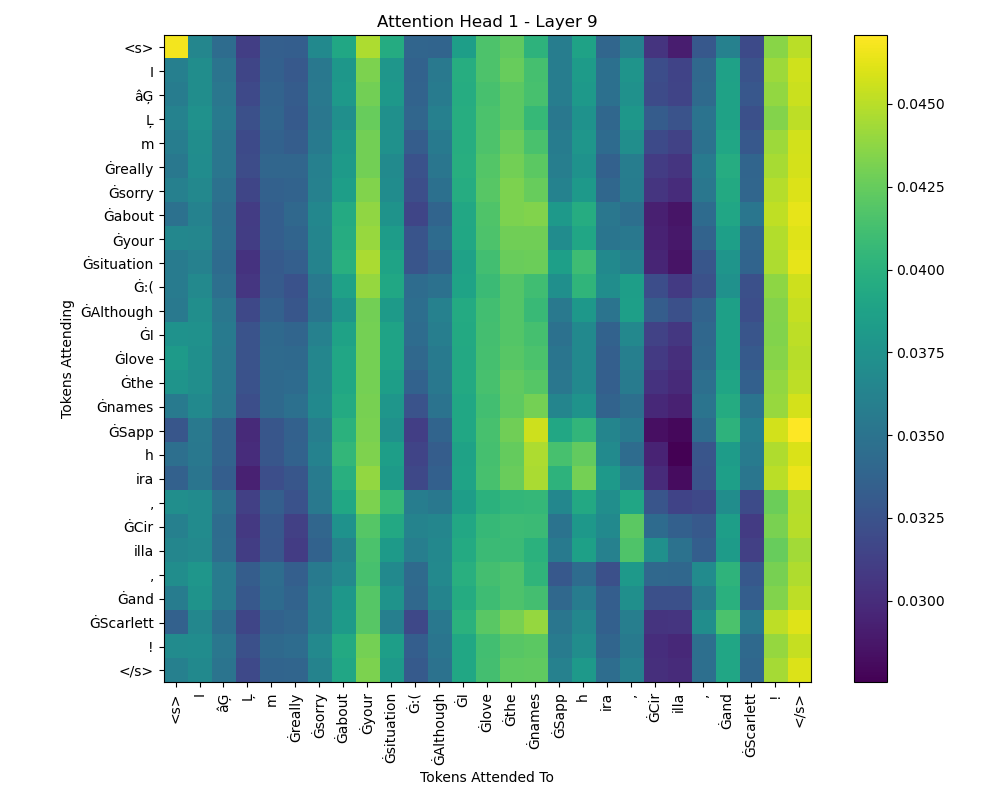 Attention Head 1 - Layer 9
<s>
I
âĢ
Ļ
m
Ġreally
Ġsorry
Ġabout
Ġyour
Ġsituation
Ġ:(
ĠAlthough
ĠI
Ġlove
Ġthe
Ġnames
ĠSapp
h
ira
,
ĠCir
illa
,
Ġand
ĠScarlett
!
</s>
Tokens Attending
<s>
I
âĢ
Ļ
m
Ġreally
Ġsorry
Ġabout
Ġyour
Ġsituation
Ġ:(
ĠAlthough
ĠI
Ġlove
Ġthe
Ġnames
ĠSapp
h
ira
,
ĠCir
illa
,
Ġand
ĠScarlett
!
</s>
Tokens Attended To
0.0450
0.0425
0.0400
0.0375
0.0350
0.0325
0.0300